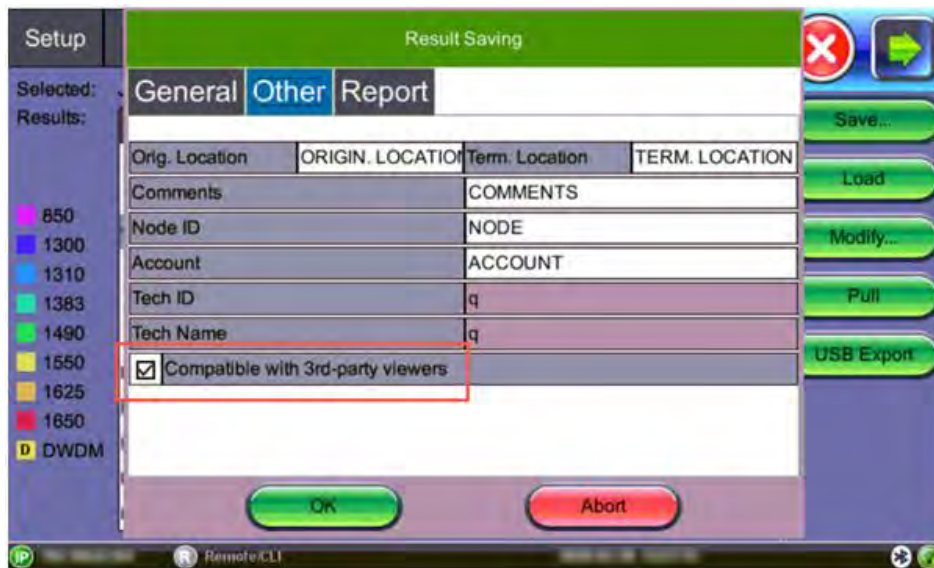 Setup
Result Saving
Selected:
Results:
General Other Report
Save...
Orig. Location ORIGIN. LOCATION Term. Location TERM. LOCATION
Load
Comments COMMENTS
850
Node ID NODE
Modify...
1300
Account ACCOUNT
1310
Tech ID q
Pull
1383
1490
Tech Name q
USB Export
1550
Compatible with 3rd-party viewers
1625
1650
D DWDM
OK
Abort
IP
R Remote/CLI